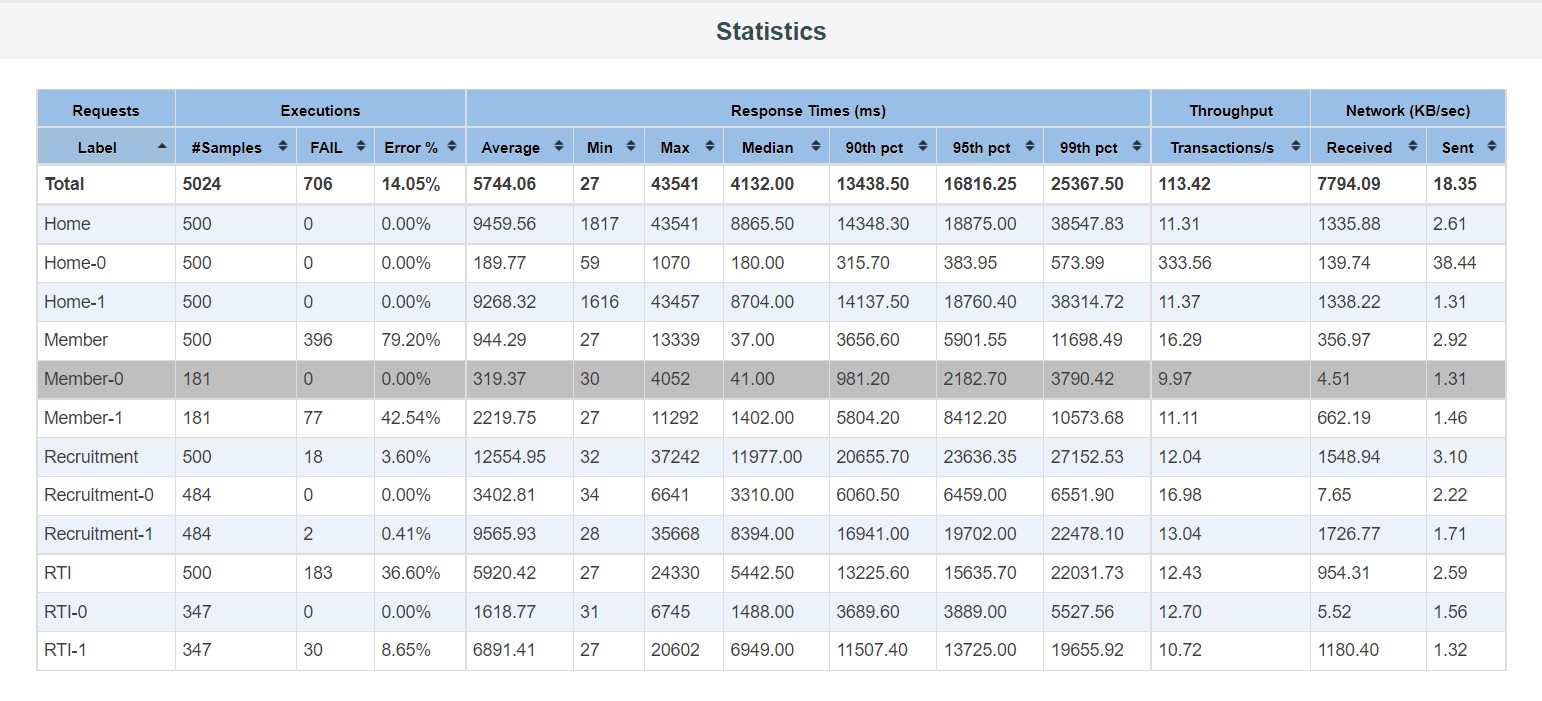 Statistics
Requests Executions Response Times (ms) Throughput Network (KB/sec)
Label #Samples FAIL Error % Average Min Max Median 90th pct 95th pct 99th pct Transactions/s Received Sent
Total 5024 706 14.05% 5744.06 27 43541 4132.00 13438.50 16816.25 25367.50 113.42 7794.09 18.35
Home 500 0 0.00% 9459.56 1817 43541 8865.50 14348.30 18875.00 38547.83 11.31 1335.88 2.61
Home-0 500 0 0.00% 189.77 59 1070 180.00 315.70 383.95 573.99 333.56 139.74 38.44
Home-1 500 0 0.00% 9268.32 1616 43457 8704.00 14137.50 18760.40 38314.72 11.37 1338.22 1.31
Member 500 396 79.20% 944.29 27 13339 37.00 3656.60 5901.55 11698.49 16.29 356.97 2.92
Member-0 181 0 0.00% 319.37 30 4052 41.00 981.20 2182.70 3790.42 9.97 4.51 1.31
Member-1 181 77 42.54% 2219.75 27 11292 1402.00 5804.20 8412.20 10573.68 11.11 662.19 1.46
Recruitment 500 18 3.60% 12554.95 32 37242 11977.00 20655.70 23636.35 27152.53 12.04 1548.94 3.10
Recruitment-0 484 0 0.00% 3402.81 34 6641 3310.00 6060.50 6459.00 6551.90 16.98 7.65 2.22
Recruitment-1 484 2 0.41% 9565.93 28 35668 8394.00 16941.00 19702.00 22478.10 13.04 1726.77 1.71
RTI 500 183 36.60% 5920.42 27 24330 5442.50 13225.60 15635.70 22031.73 12.43 954.31 2.59
RTI-0 347 0 0.00% 1618.77 31 6745 1488.00 3689.60 3889.00 5527.56 12.70 5.52 1.56
RTI-1 347 30 8.65% 6891.41 27 20602 6949.00 11507.40 13725.00 19655.92 10.72 1180.40 1.32